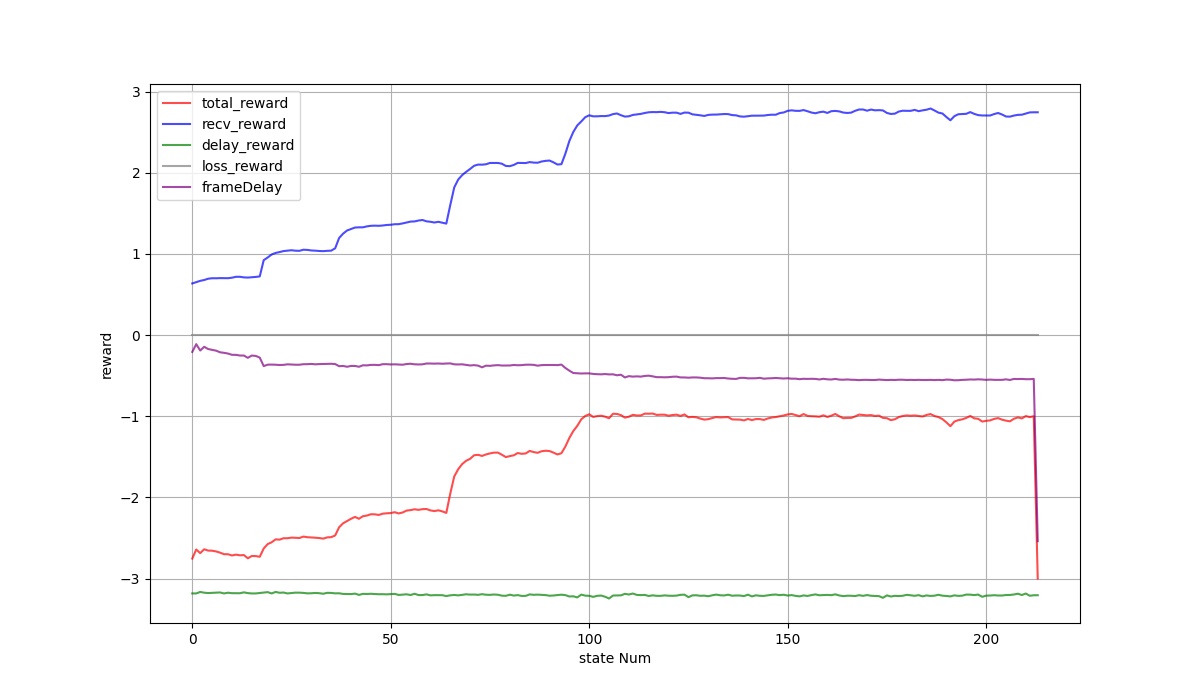 total_reward
recv_reward
delay_reward
loss_reward
frameDelay
3
2
1
0
−1
−2
−3
reward
0
50
100
150
200
state Num